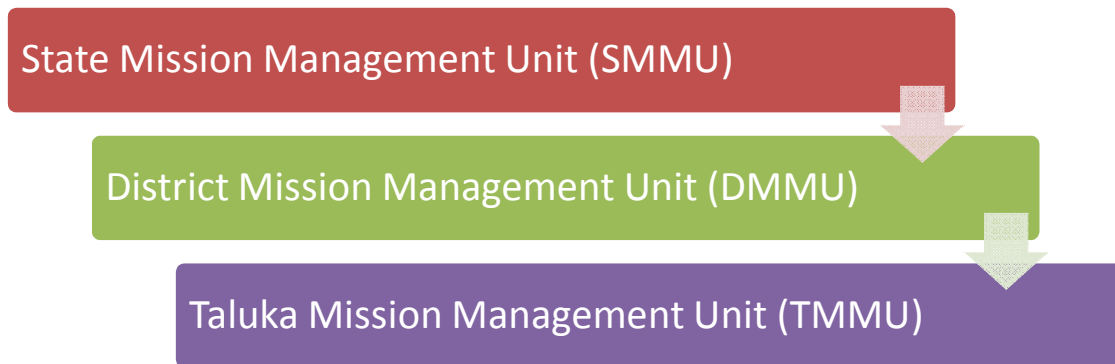 State Mission Management Unit (SMMU)
District Mission Management Unit (DMMU)
Taluka Mission Management Unit (TMMU)